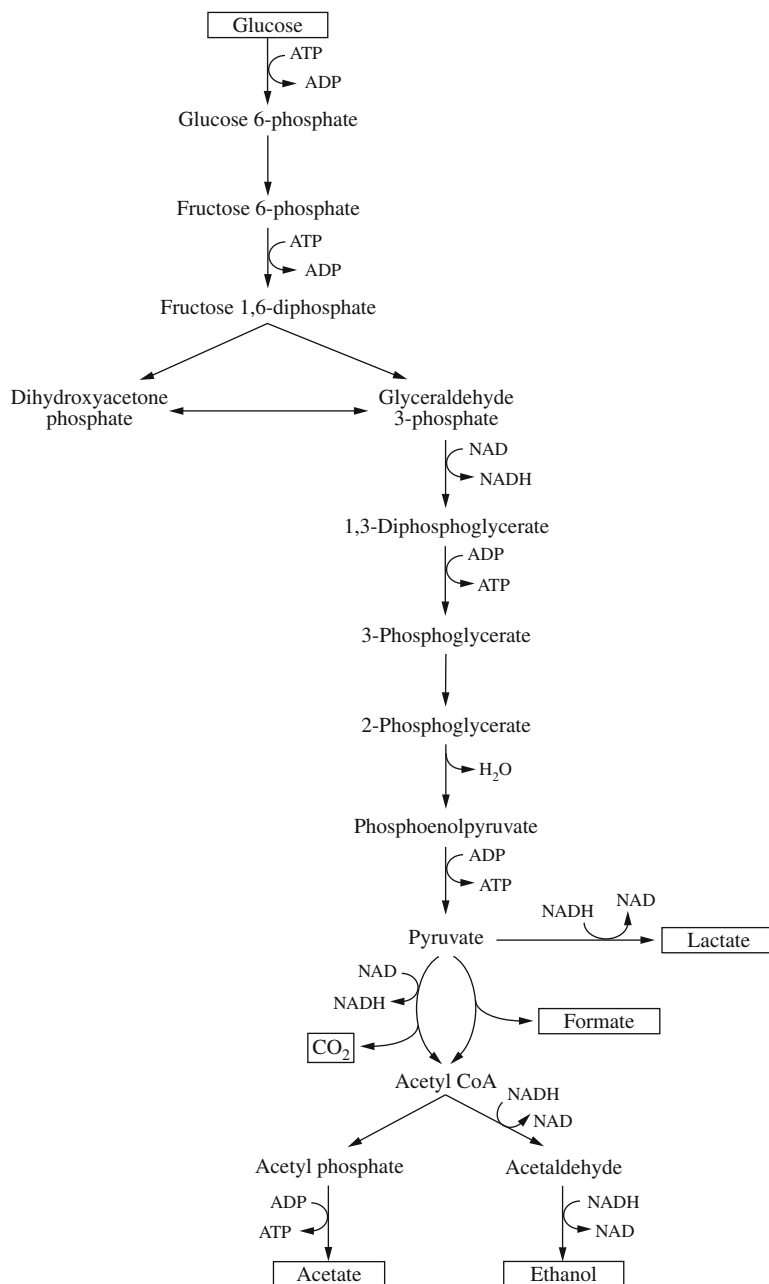 Glucose
ATP
ADP
Glucose 6-phosphate
Fructose 6-phosphate
ATP
ADP
Fructose 1,6-diphosphate
Dihydroxyacetone
phosphate
Glyceraldehyde
3-phosphate
NAD
NADH
1,3-Diphosphoglycerate
ADP
ATP
3-Phosphoglycerate
2-Phosphoglycerate
H₂O
Phosphoenolpyruvate
ADP
ATP
Pyruvate
NADH
NAD
Lactate
NAD
NADH
CO₂
Formate
Acetyl CoA
NADH
NAD
Acetyl phosphate
Acetaldehyde
ADP
ATP
NADH
NAD
Acetate
Ethanol